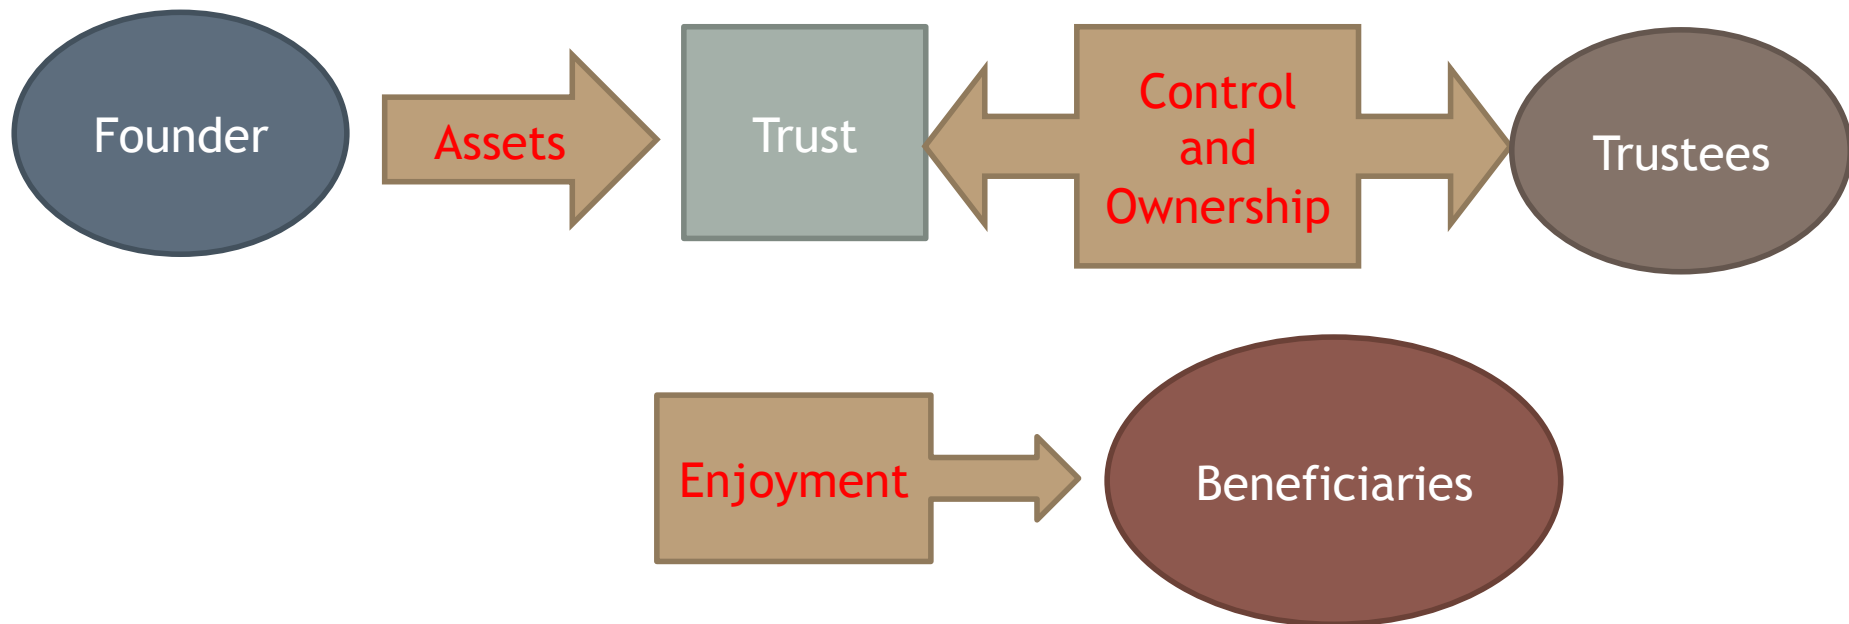 Founder
Assets
Trust
Control
and
Ownership
Trustees
Enjoyment
Beneficiaries